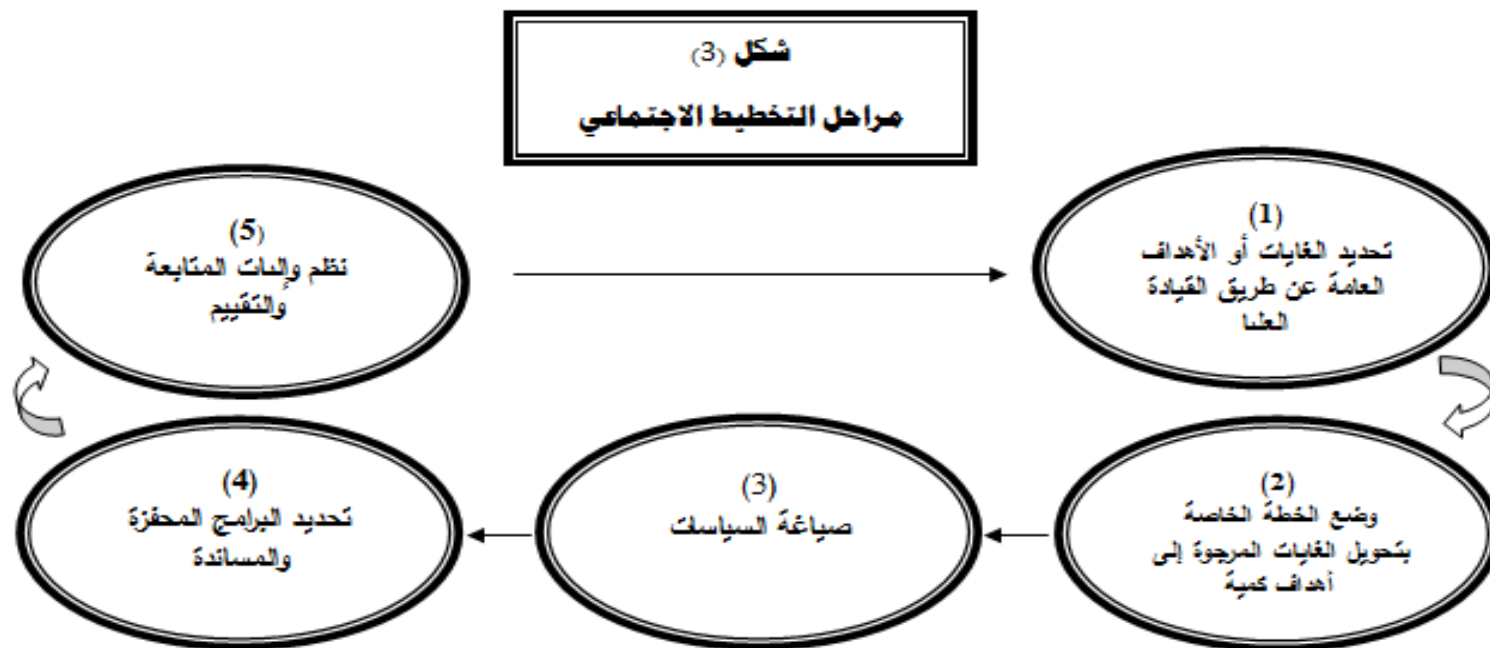 شكل (3)
مراحل التخطيط الاجتماعي
(1)
تحديد الغايات أو الأهداف
العامة عن طريق القيادة
العليا
(2)
وضع الخطة الخاصة
بتحويل الغايات المرجوة إلى
أهداف كمية
(3)
صياغة السياسات
(4)
تحديد البرامج المحفزة
والمساندة
(5)
نظم وآليات المتابعة
والتقييم